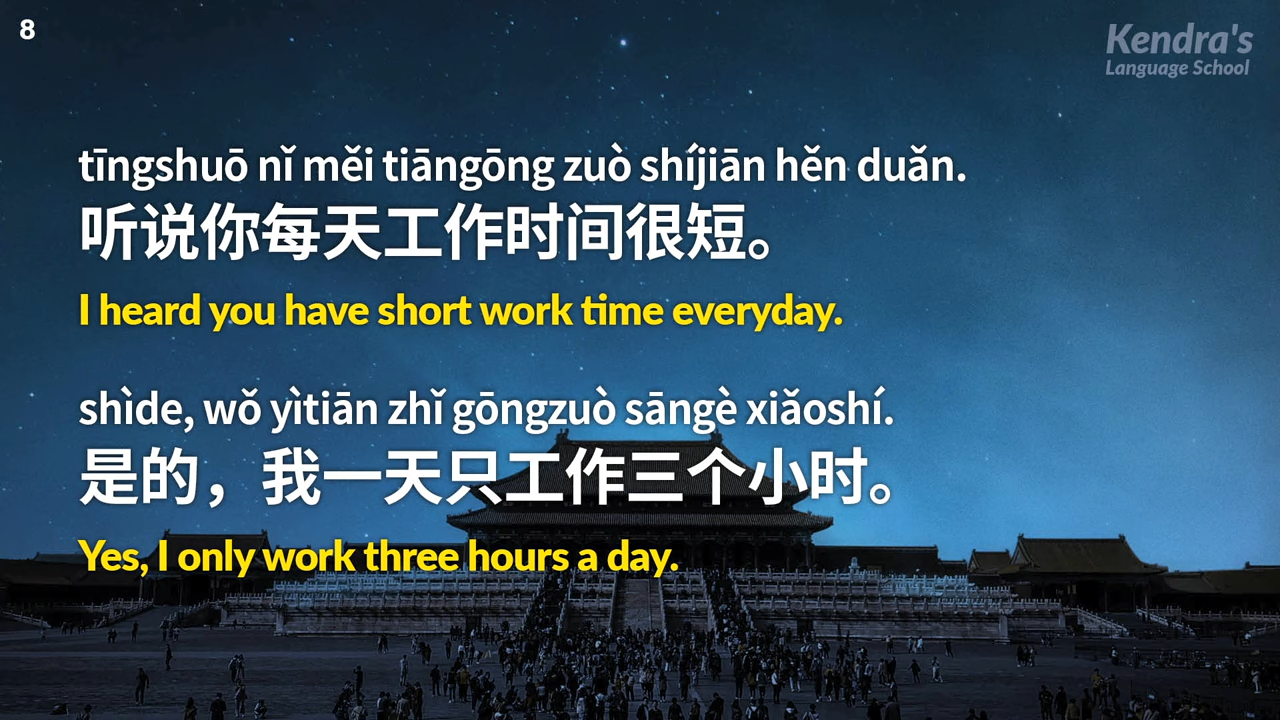 8
Kendra's
Language School
tīngshuō nǐ měi tiāngōng zuò shíjiān hěn duǎn.
听说你每天工作时间很短。
I heard you have short work time everyday.
shìde, wǒ yìtiān zhǐ gōngzuò sāngè xiǎoshí.
是的，我一天只工作三个小时。
Yes, I only work three hours a day.